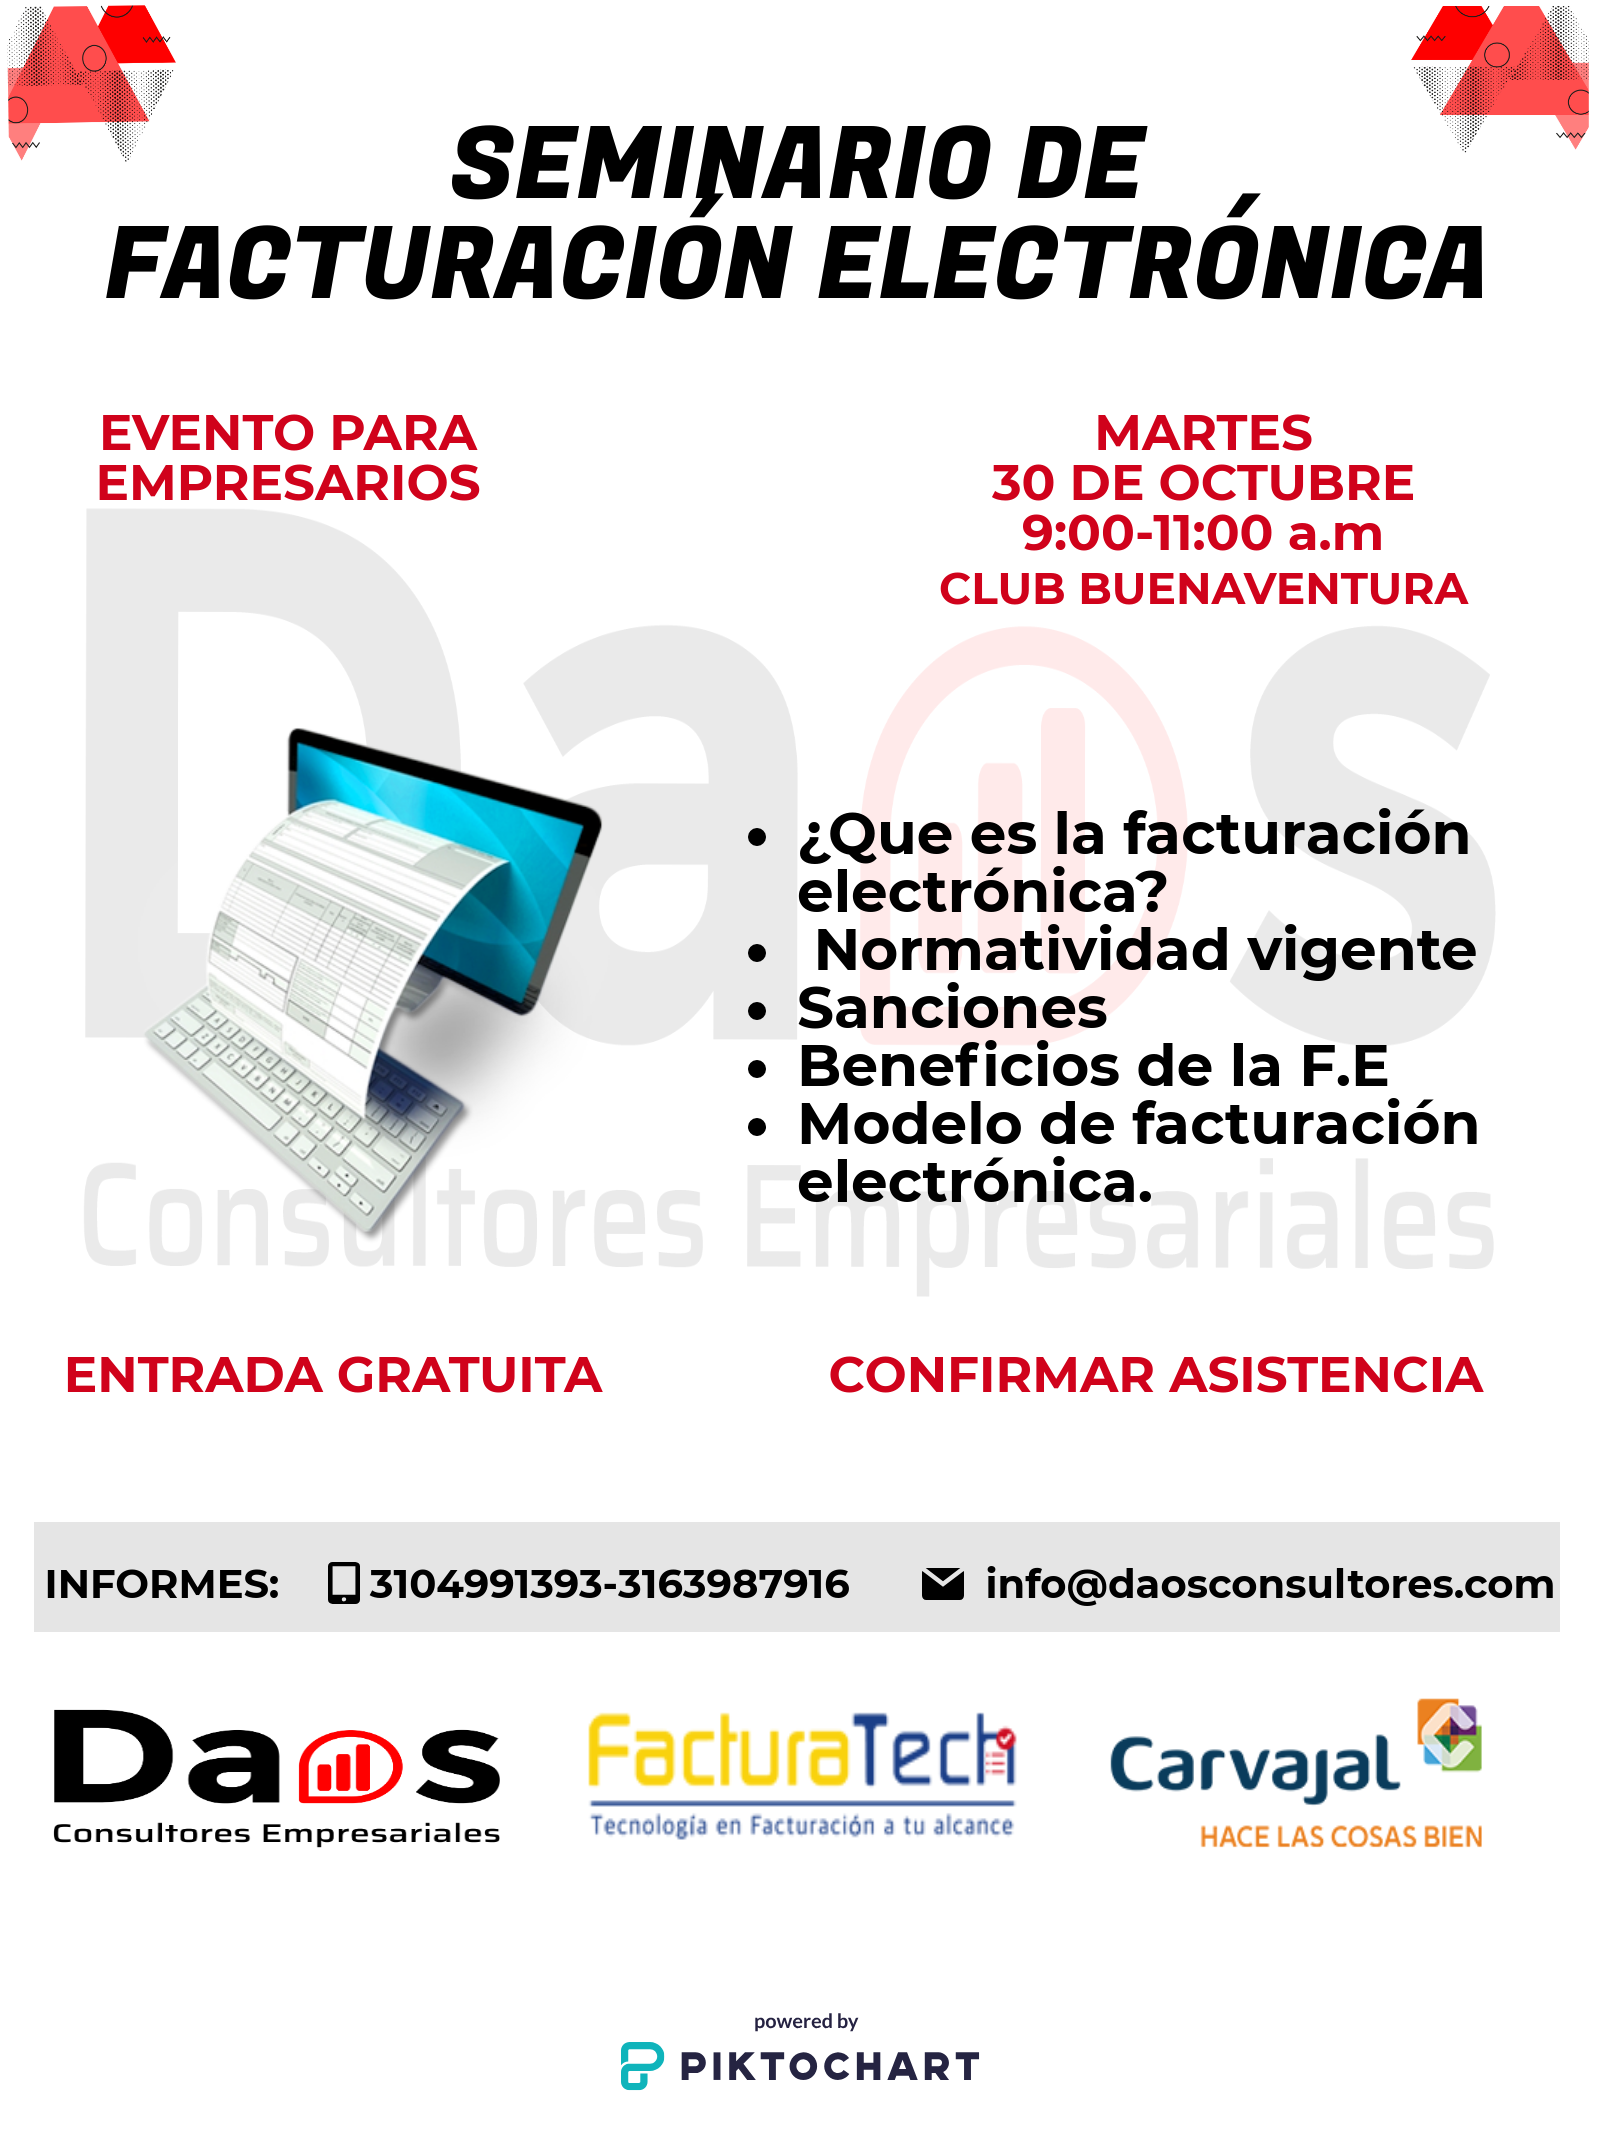 SEMINARIO DE
FACTURACIÓN ELECTRÓNICA
EVENTO PARA
EMPRESARIOS
MARTES
30 DE OCTUBRE
9:00-11:00 a.m
CLUB BUENAVENTURA
Daos
Consultores Empresariales
• ¿Que es la facturación
electrónica?
• Normatividad vigente
• Sanciones
• Beneficios de la F.E
• Modelo de facturación
electrónica.
ENTRADA GRATUITA
CONFIRMAR ASISTENCIA
INFORMES: 3104991393-3163987916 info@daosconsultores.com
Daos
Consultores Empresariales
FacturaTech
Tecnología en Facturación a tu alcance
Carvajal
HACE LAS COSAS BIEN
powered by
PIKTOCHART